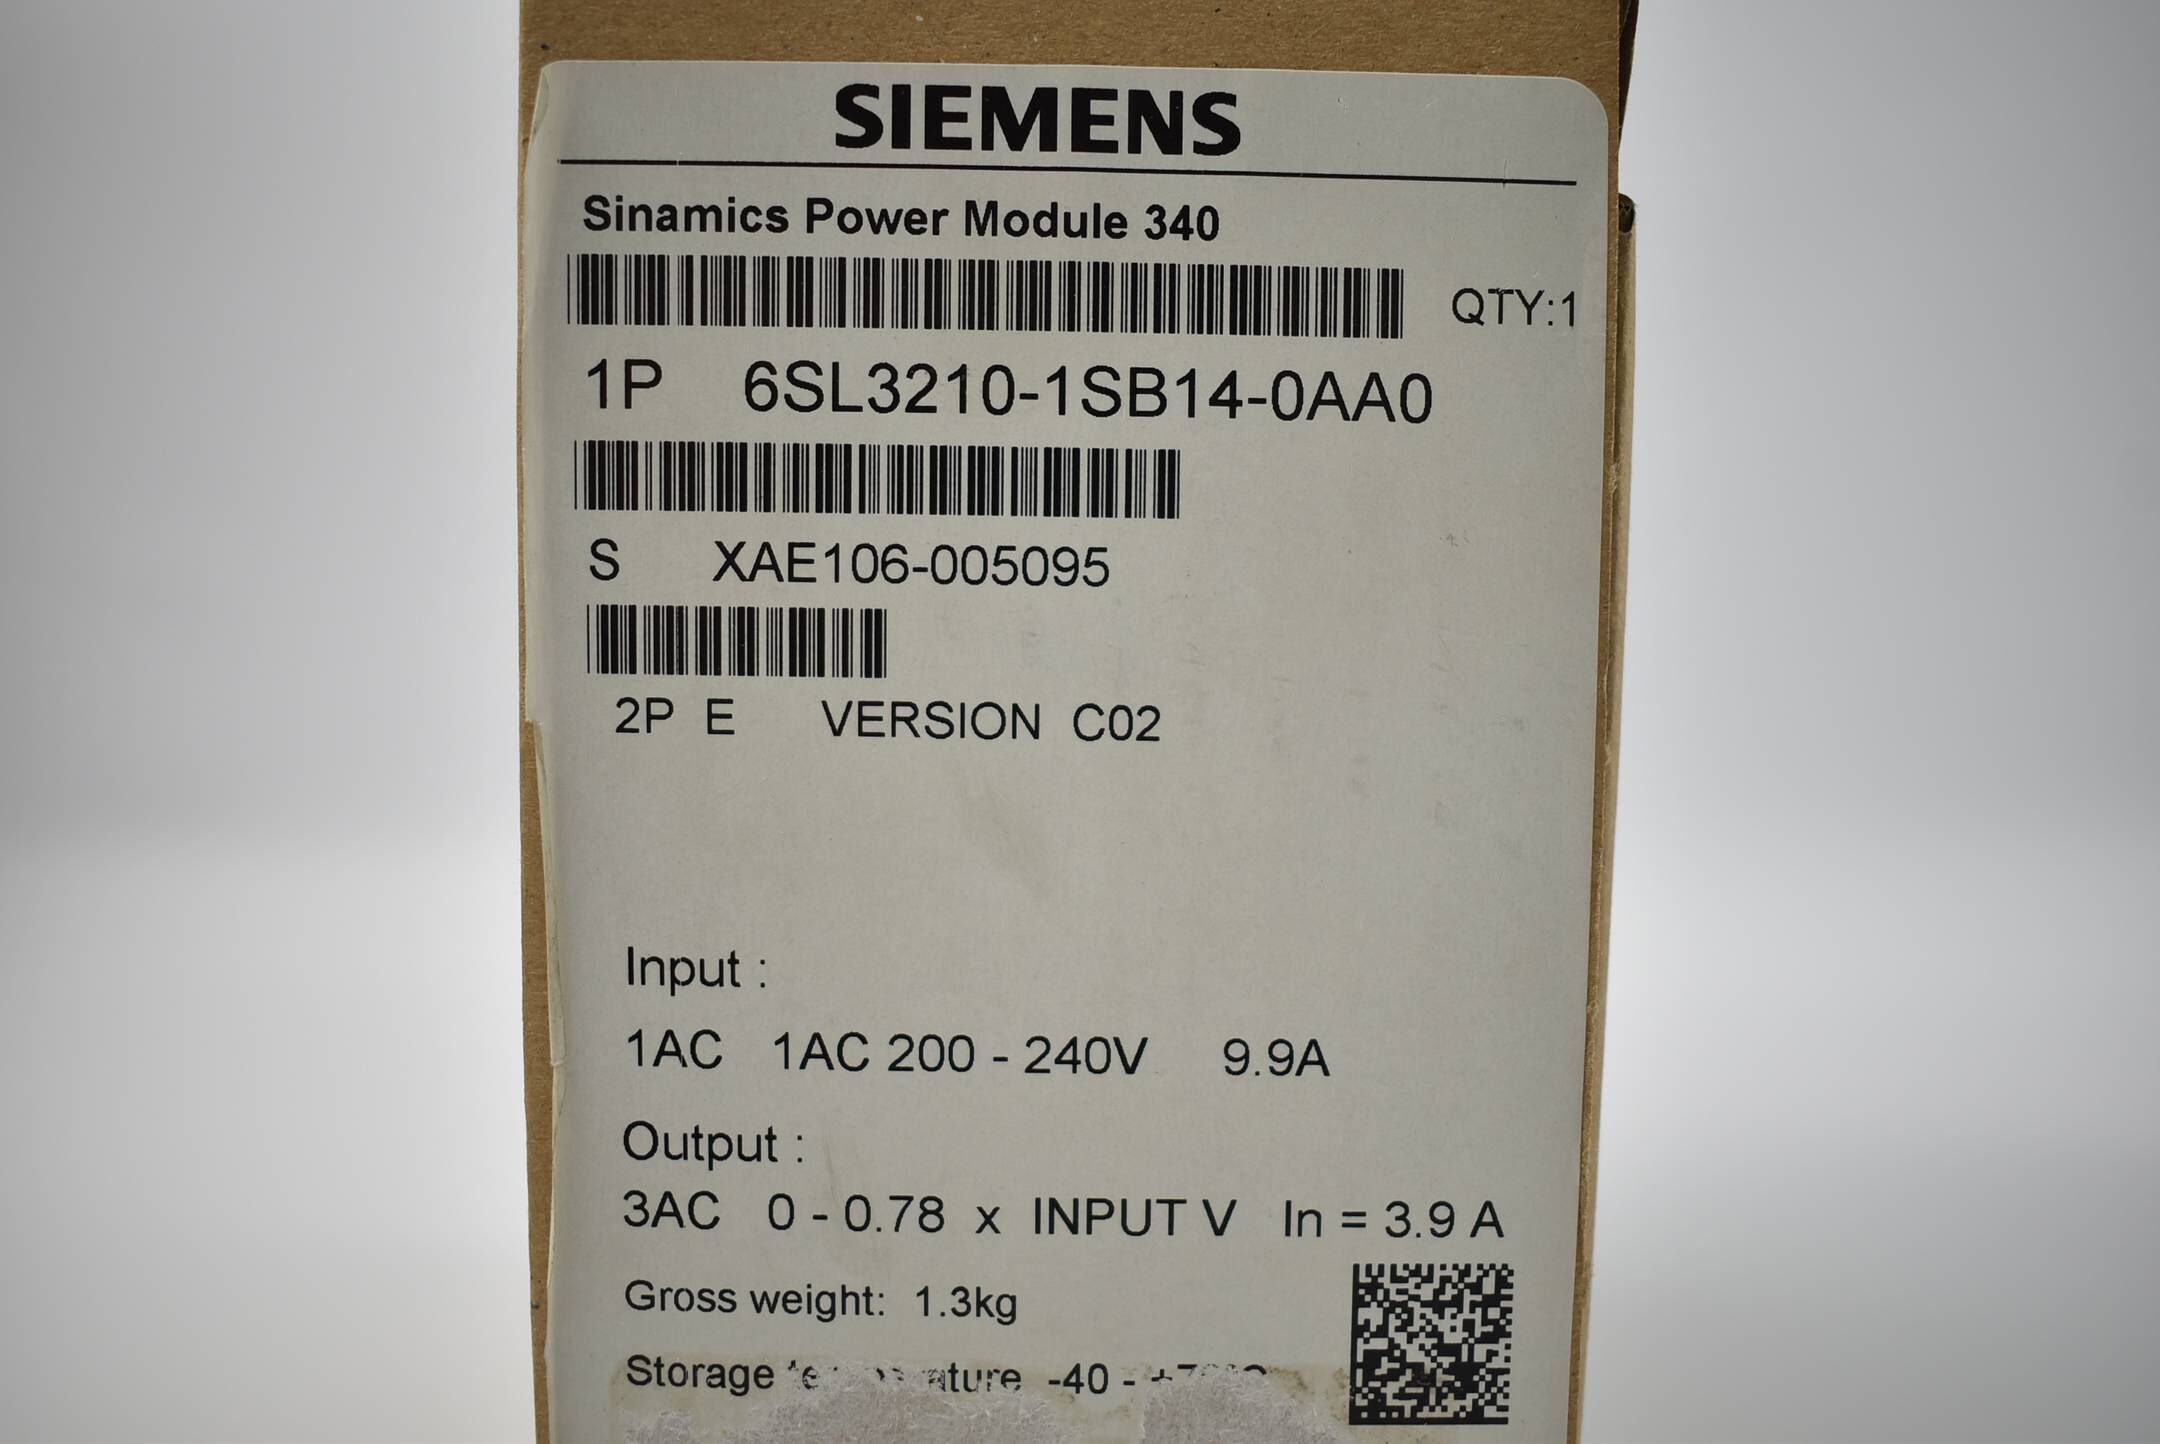 SIEMENS
Sinamics Power Module 340
QTY:1
1P 6SL3210-1SB14-0AA0
S XAE106-005095
2P E VERSION C02
Input :
1AC 1AC 200 - 240V 9.9A
Output :
3AC 0 - 0.78 x INPUT V In = 3.9 A
Gross weight: 1.3kg
Storage -40 -